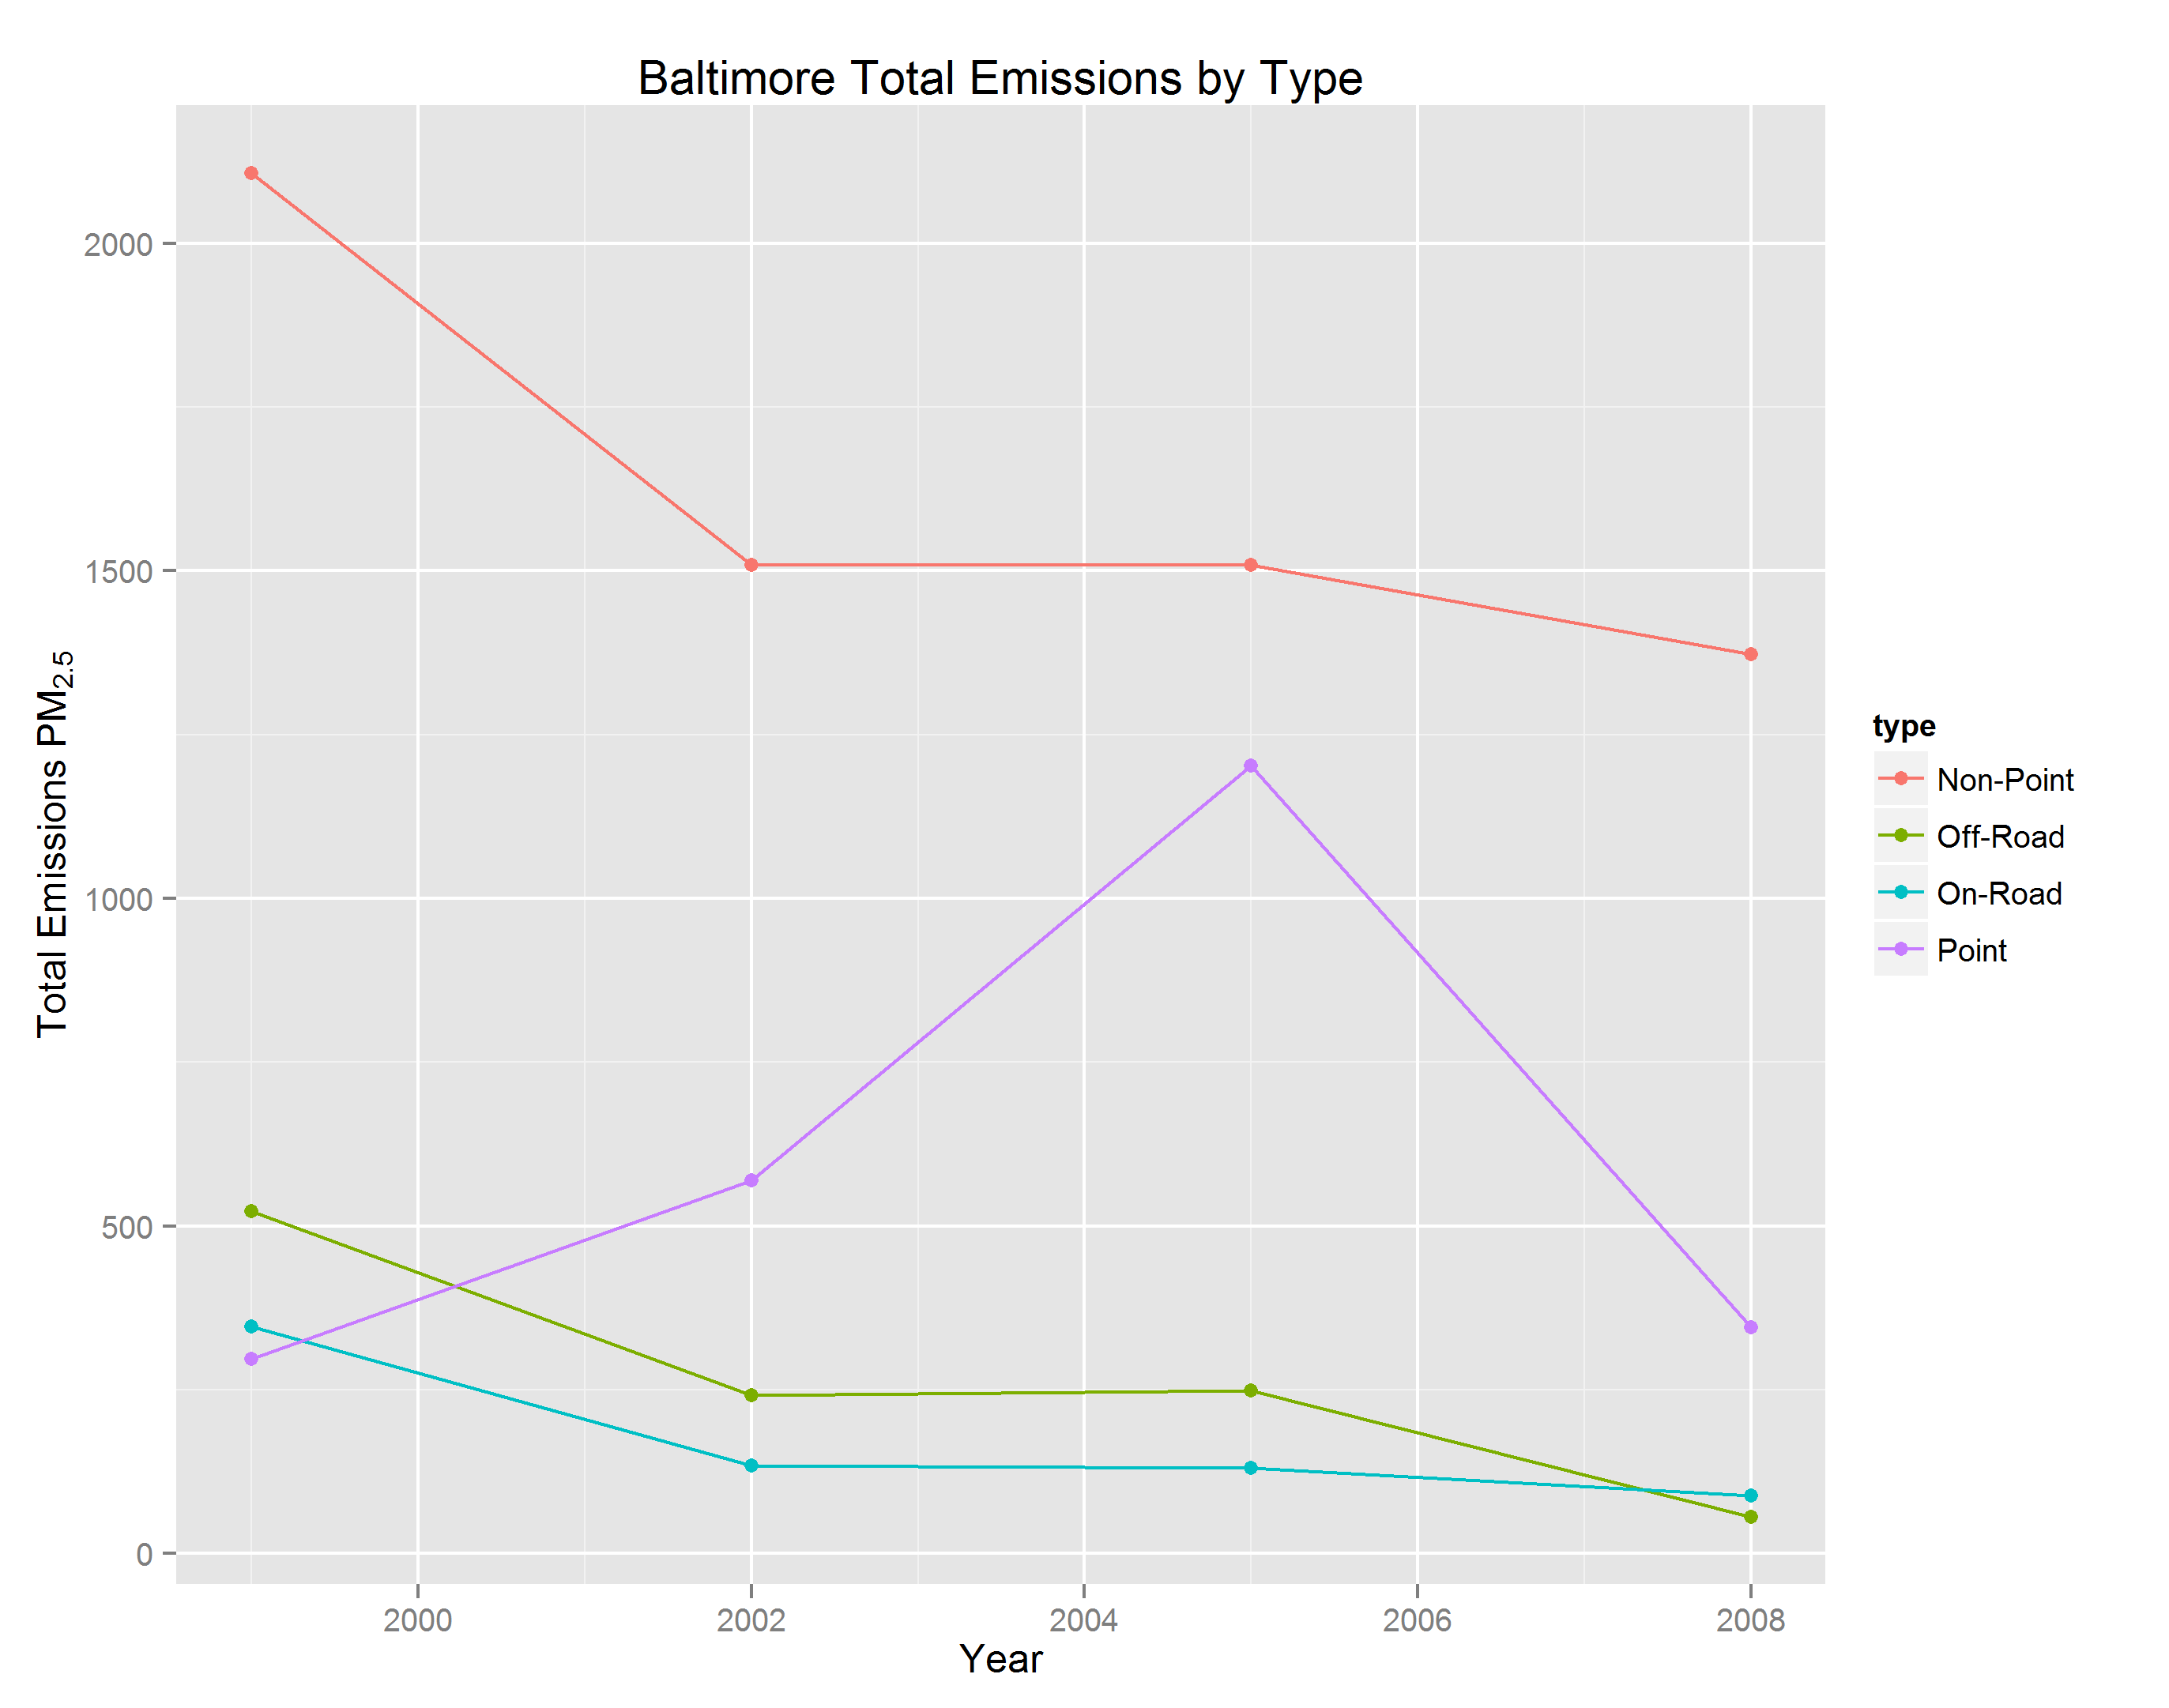 Baltimore Total Emissions by Type
Total Emissions PM2.5
2000
1500
1000
500
0
2000 2002 2004 2006 2008
Year
type
Non-Point
Off-Road
On-Road
Point